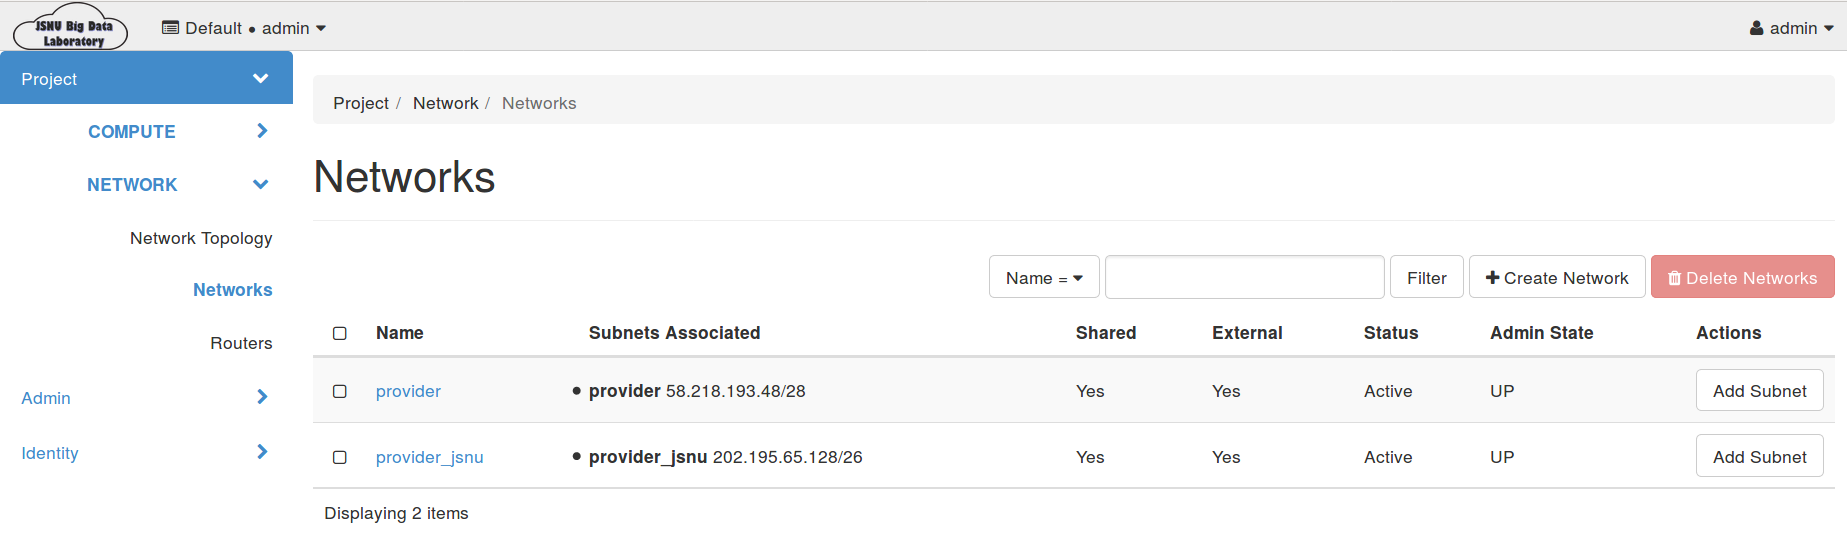 JSNU Big Data
Laboratory
Default • admin
admin
Project
COMPUTE
NETWORK
Network Topology
Networks
Routers
Admin
Identity
Project / Network / Networks
Networks
Name =
Filter
Create Network
Delete Networks
Name Subnets Associated Shared External Status Admin State Actions
provider • provider 58.218.193.48/28 Yes Yes Active UP Add Subnet
provider_jsnu • provider_jsnu 202.195.65.128/26 Yes Yes Active UP Add Subnet
Displaying 2 items